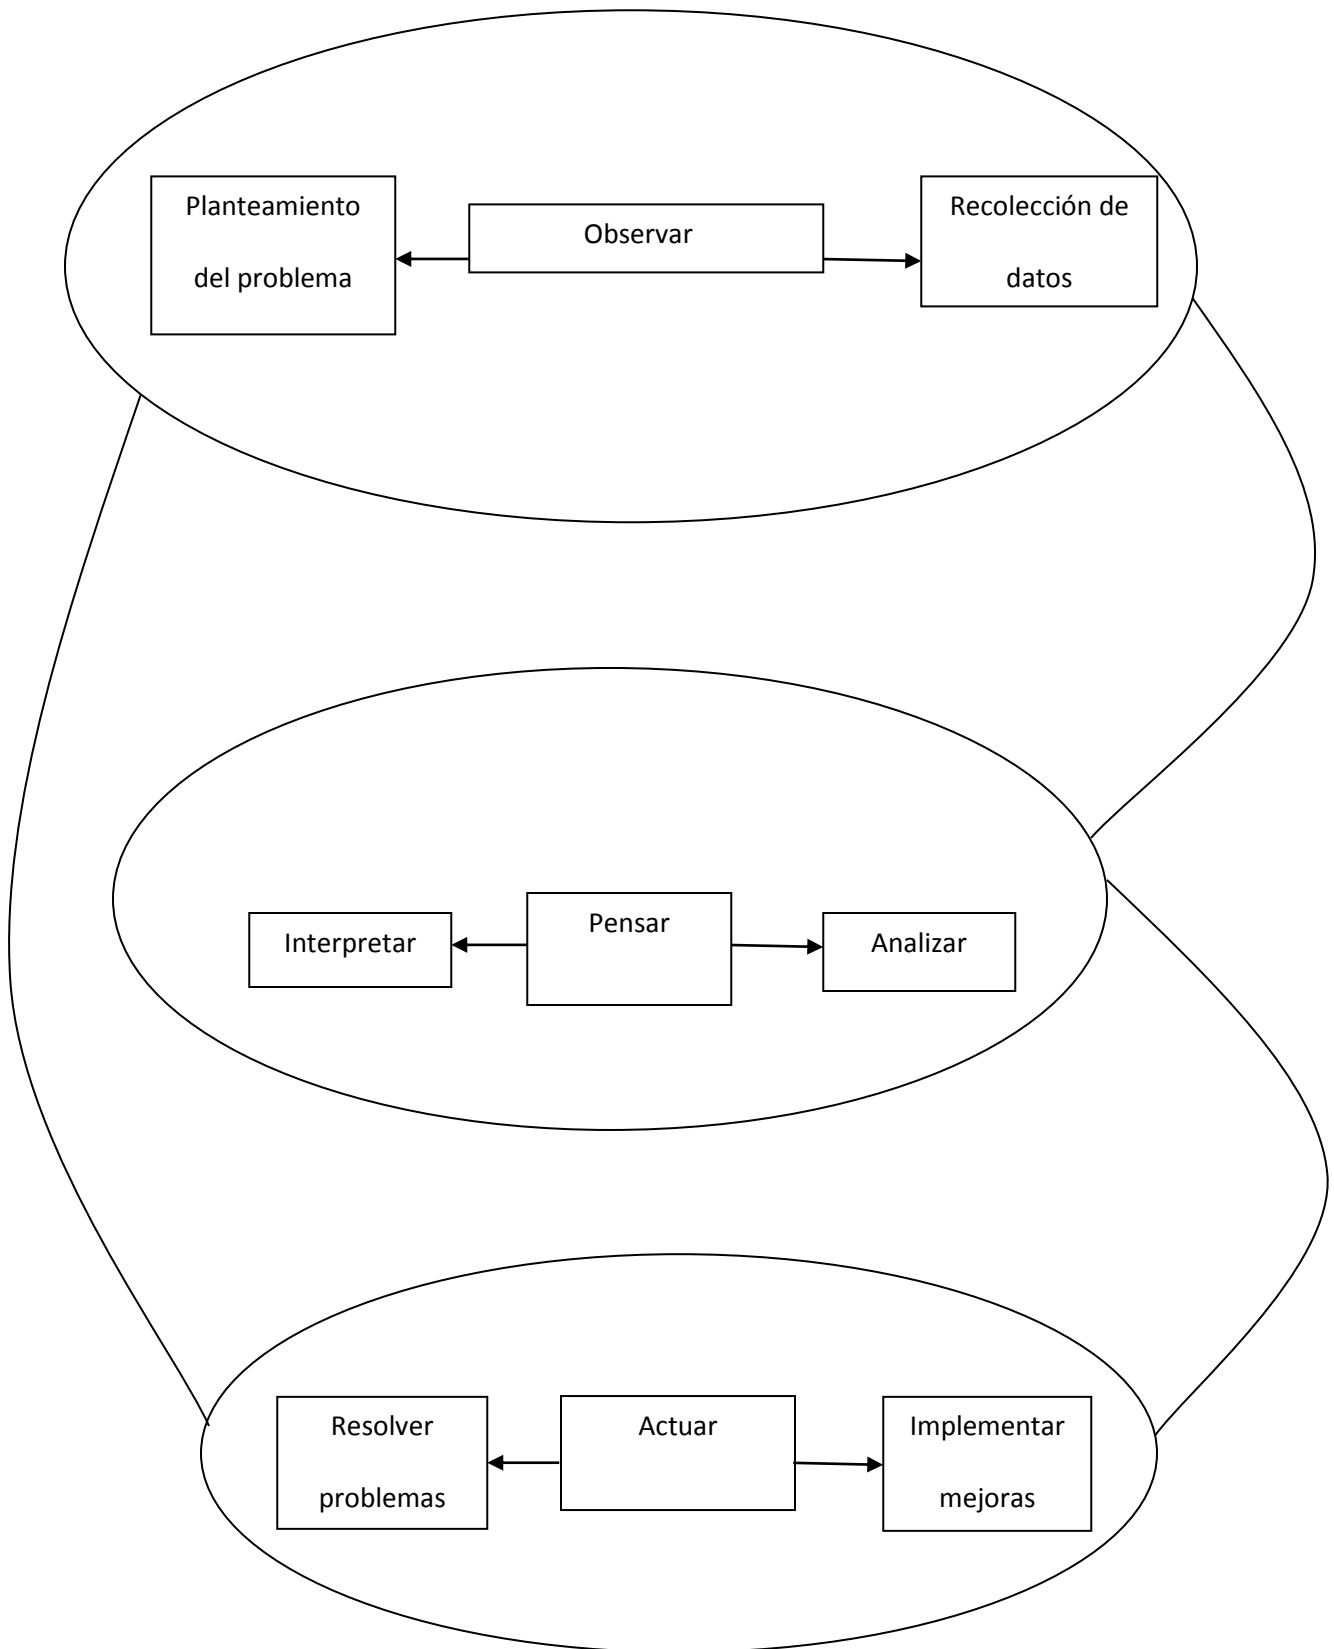 Planteamiento
del problema
Observar
Recolección de
datos
Interpretar
Pensar
Analizar
Resolver
problemas
Actuar
Implementar
mejoras